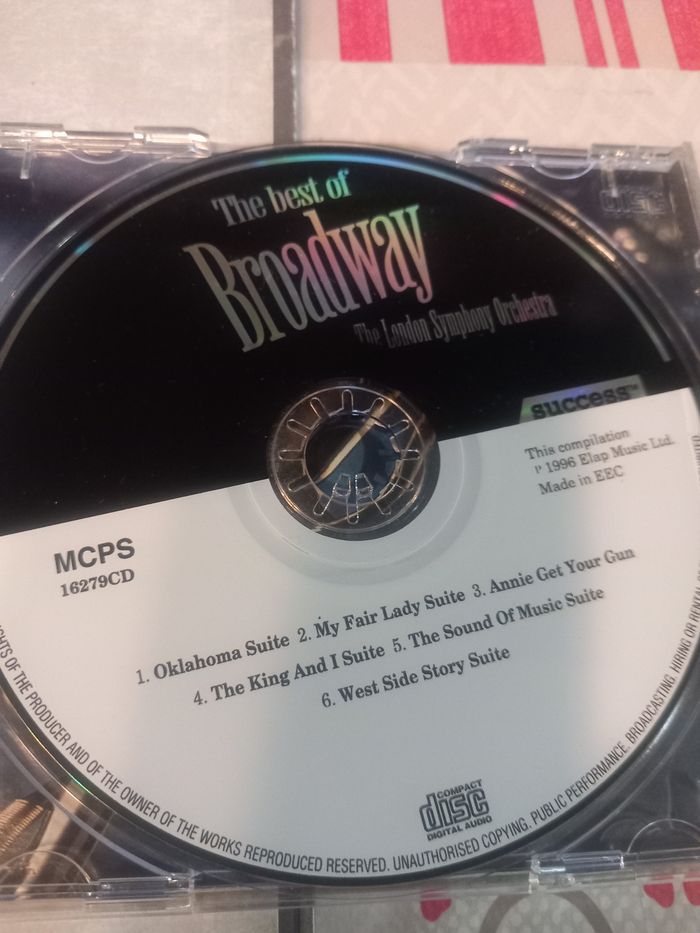 The best of
Broadway
The London Symphony Orchestra
success™
This compilation
℗ 1996 Elap Music Ltd.
Made in EEC
MCPS
16279CD
1. Oklahoma Suite 2. My Fair Lady Suite 3. Annie Get Your Gun
4. The King And I Suite 5. The Sound Of Music Suite
6. West Side Story Suite
COMPACT
disc
DIGITAL AUDIO
OF THE PRODUCER AND OF THE OWNER OF THE WORKS REPRODUCED RESERVED. UNAUTHORISED COPYING, PUBLIC PERFORMANCE, BROADCASTING, HIRING OR
disc